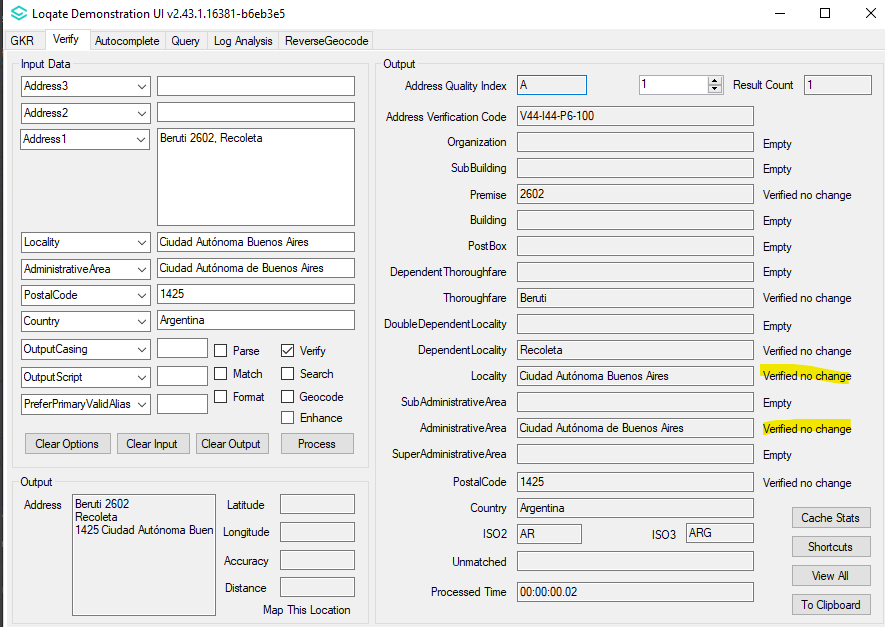 Loqate Demonstration UI v2.43.1.16381-b6eb3e5
GKR Verify Autocomplete Query Log Analysis ReverseGeocode
Input Data
Address3
Address2
Address1 Beruti 2602, Recoleta
Locality Ciudad Autónoma Buenos Aires
AdministrativeArea Ciudad Autónoma de Buenos Aires
PostalCode 1425
Country Argentina
OutputCasing Parse Verify
OutputScript Match Search
PreferPrimaryValidAlias Format Geocode
Enhance
Clear Options Clear Input Clear Output Process
Output
Address Beruti 2602
Recoleta
1425 Ciudad Autónoma Buen
Latitude
Longitude
Accuracy
Distance
Map This Location
Output
Address Quality Index A 1 Result Count 1
Address Verification Code V44-I44-P6-100
Organization Empty
SubBuilding Empty
Premise 2602 Verified no change
Building Empty
PostBox Empty
DependentThoroughfare Empty
Thoroughfare Beruti Verified no change
DoubleDependentLocality Empty
DependentLocality Recoleta Verified no change
Locality Ciudad Autónoma Buenos Aires Verified no change
SubAdministrativeArea Empty
AdministrativeArea Ciudad Autónoma de Buenos Aires Verified no change
SuperAdministrativeArea Empty
PostalCode 1425 Verified no change
Country Argentina
ISO2 AR ISO3 ARG
Unmatched
Processed Time 00:00:00.02
Cache Stats
Shortcuts
View All
To Clipboard